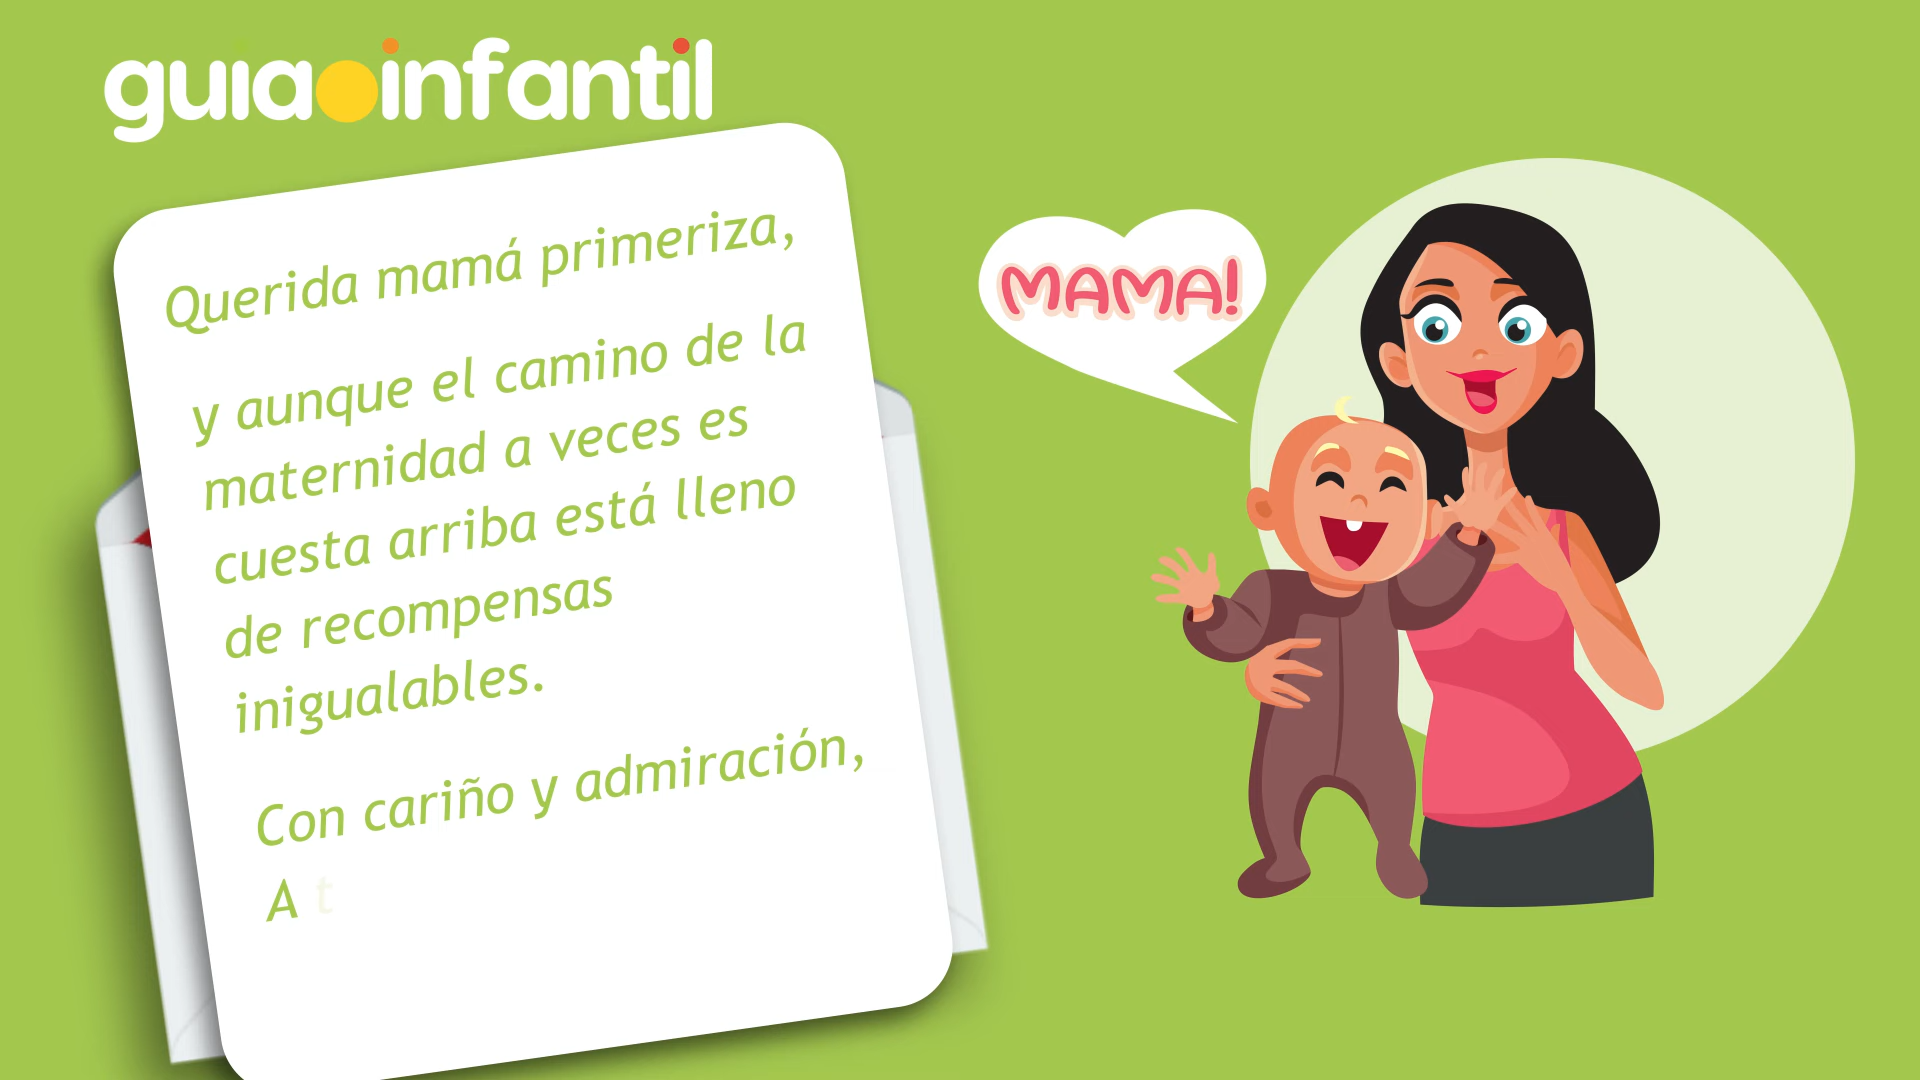 guiainfantil
Querida mamá primeriza,
y aunque el camino de la
maternidad a veces es
cuesta arriba está lleno
de recompensas
inigualables.
Con cariño y admiración,
A t
MAMA!